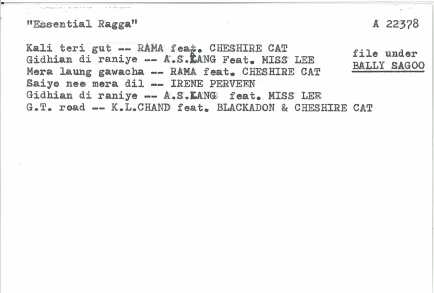 "Essential Ragga" A 22378
Kali teri gut -- RAMA feat. CHESHIRE CAT
Gidhian di raniye -- A.S.KANG Feat. MISS LEE
file under
Mera laung gawacha -- RAMA feat. CHESHIRE CAT
BALLY SAGOO
Saiyo nee mera dil -- IRENE PERVEEN
Gidhian di raniye -- A.S.KANG feat. MISS LEE
G.T. road -- K.L.CHAND feat. BLACKADON & CHESHIRE CAT